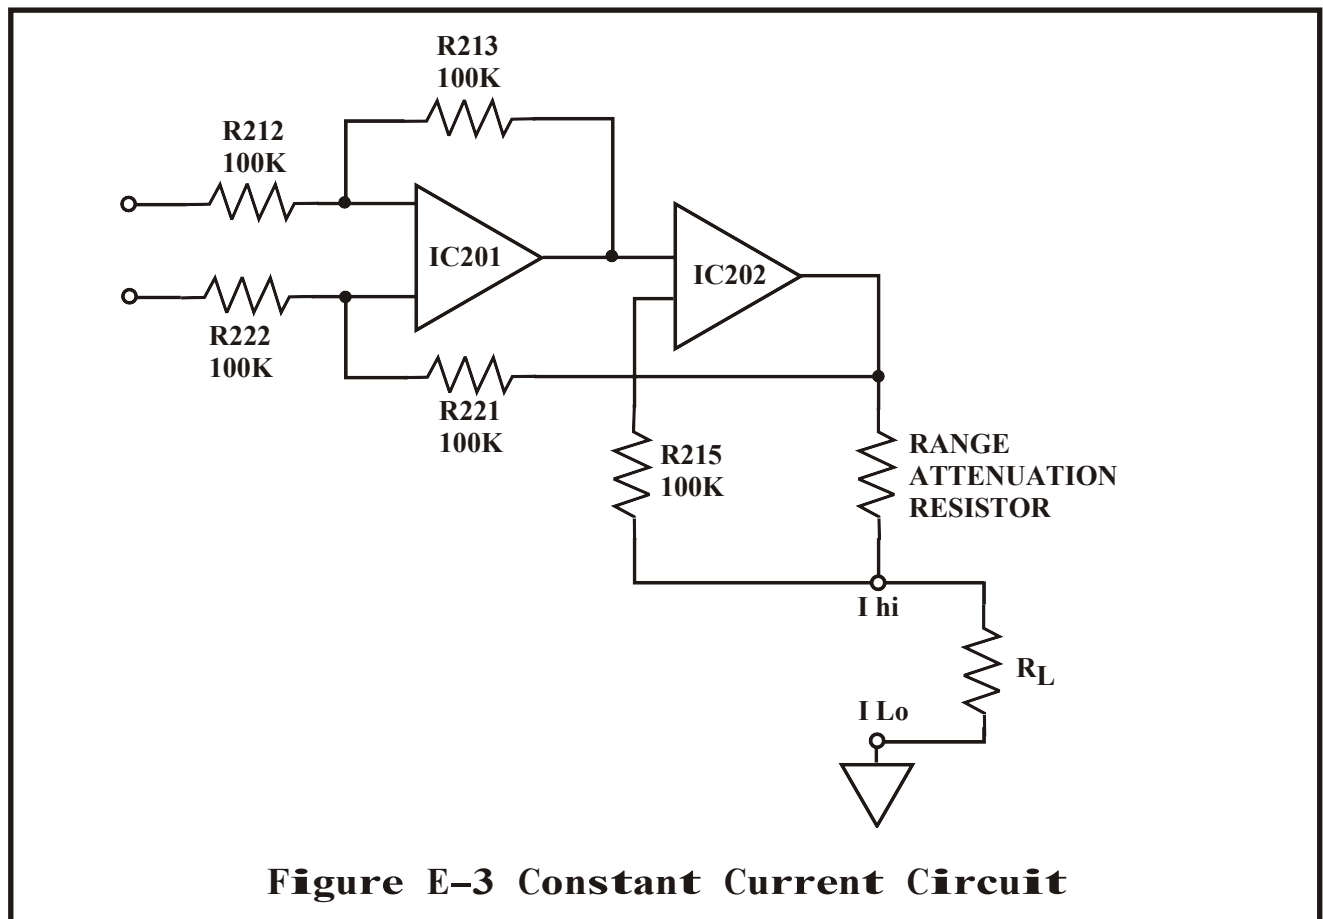 R213
100K
R212
100K
IC201
IC202
R222
100K
R221
100K
R215
100K
RANGE
ATTENUATION
RESISTOR
I hi
RL
I Lo
Figure E-3 Constant Current Circuit